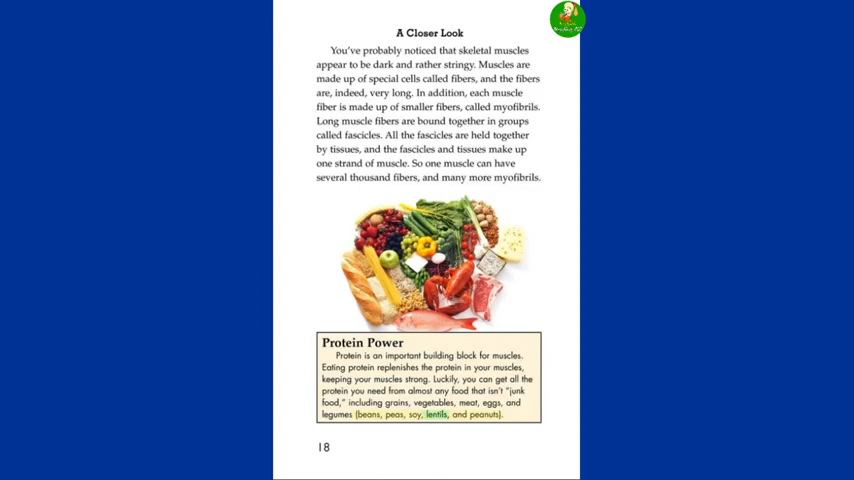 A Closer Look
You've probably noticed that skeletal muscles
appear to be dark and rather stringy. Muscles are
made up of special cells called fibers, and the fibers
are, indeed, very long. In addition, each muscle
fiber is made up of smaller fibers, called myofibrils.
Long muscle fibers are bound together in groups
called fascicles. All the fascicles are held together
by tissues, and the fascicles and tissues make up
one strand of muscle. So one muscle can have
several thousand fibers, and many more myofibrils.
Protein Power
Protein is an important building block for muscles.
Eating protein replenishes the protein in your muscles,
keeping your muscles strong. Luckily, you can get all the
protein you need from almost any food that isn't "junk
food," including grains, vegetables, meat, eggs, and
legumes (beans, peas, soy, lentils, and peanuts).
18